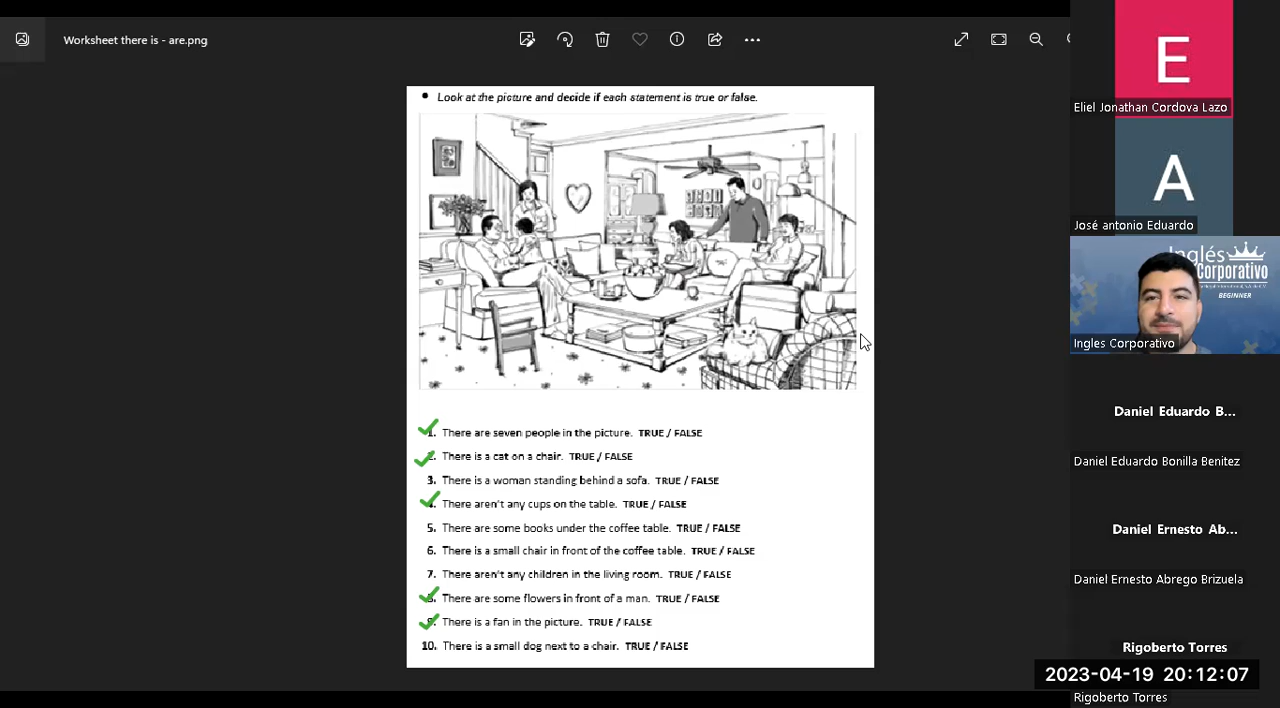 Worksheet there is - are.png
Look at the picture and decide if each statement is true or false.
1. There are seven people in the picture. TRUE / FALSE
2. There is a cat on a chair. TRUE / FALSE
3. There is a woman standing behind a sofa. TRUE / FALSE
4. There aren't any cups on the table. TRUE / FALSE
5. There are some books under the coffee table. TRUE / FALSE
6. There is a small chair in front of the coffee table. TRUE / FALSE
7. There aren't any children in the living room. TRUE / FALSE
8. There are some flowers in front of a man. TRUE / FALSE
9. There is a fan in the picture. TRUE / FALSE
10. There is a small dog next to a chair. TRUE / FALSE
E
Eliel Jonathan Cordova Lazo
A
José antonio Eduardo
Inglés
Corporativo
BEGINNER
Ingles Corporativo
Daniel Eduardo B...
Daniel Eduardo Bonilla Benitez
Daniel Ernesto Ab...
Daniel Ernesto Abrego Brizuela
Rigoberto Torres
2023-04-19 20:12:07
Rigoberto Torres